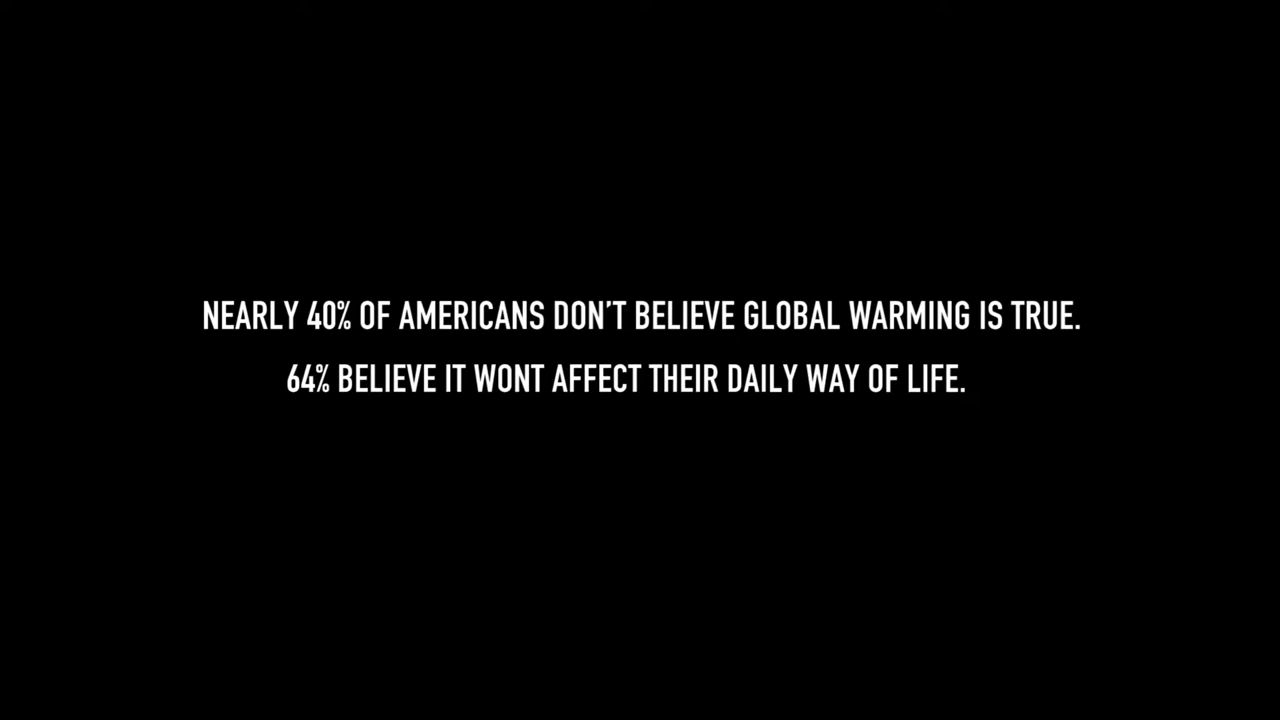 NEARLY 40% OF AMERICANS DON'T BELIEVE GLOBAL WARMING IS TRUE.
64% BELIEVE IT WONT AFFECT THEIR DAILY WAY OF LIFE.